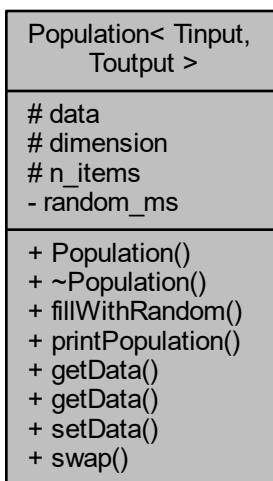 Population< Tinput,
Toutput >
# data
# dimension
# n_items
- random_ms
+ Population()
+ ~Population()
+ fillWithRandom()
+ printPopulation()
+ getData()
+ getData()
+ setData()
+ swap()